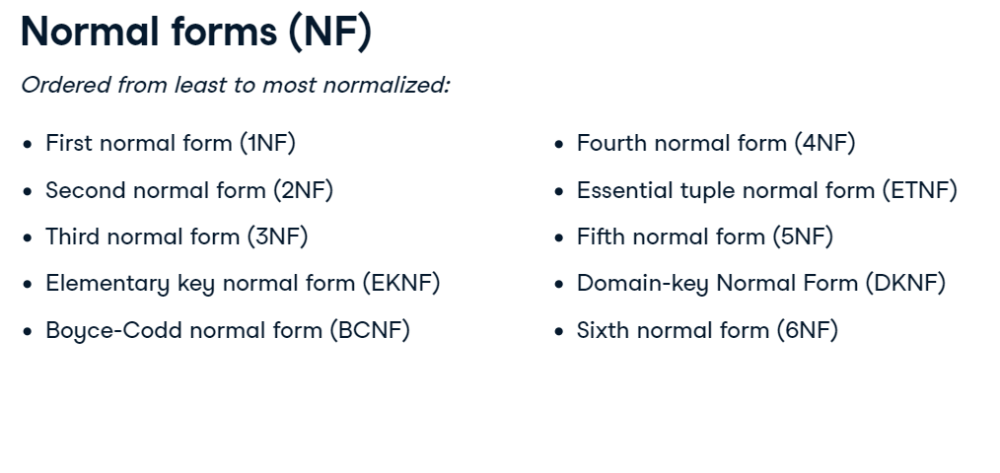 Normal forms (NF)
Ordered from least to most normalized:
• First normal form (1NF)
• Second normal form (2NF)
• Third normal form (3NF)
• Elementary key normal form (EKNF)
• Boyce-Codd normal form (BCNF)
• Fourth normal form (4NF)
• Essential tuple normal form (ETNF)
• Fifth normal form (5NF)
• Domain-key Normal Form (DKNF)
• Sixth normal form (6NF)